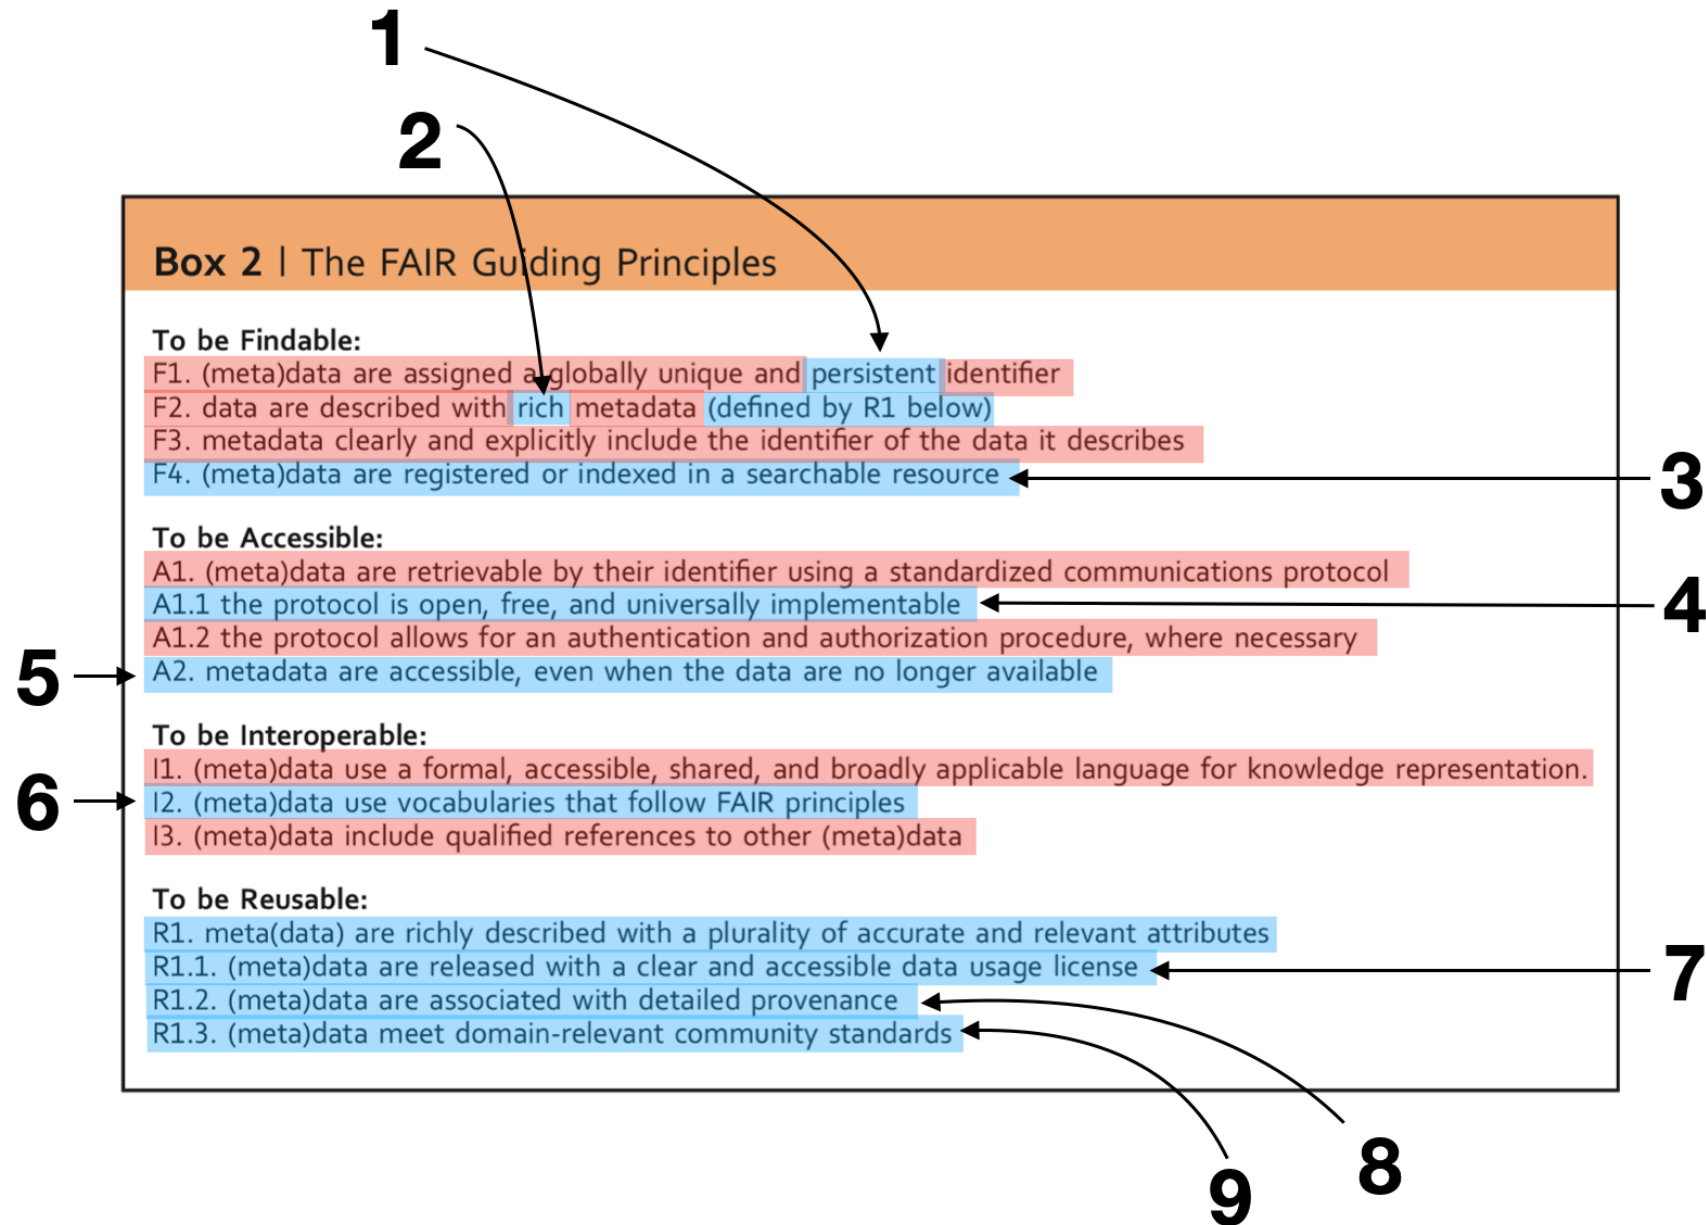 1
2
Box 2 | The FAIR Guiding Principles
To be Findable:
F1. (meta)data are assigned a globally unique and persistent identifier
F2. data are described with rich metadata (defined by R1 below)
F3. metadata clearly and explicitly include the identifier of the data it describes
F4. (meta)data are registered or indexed in a searchable resource
3
To be Accessible:
A1. (meta)data are retrievable by their identifier using a standardized communications protocol
A1.1 the protocol is open, free, and universally implementable
4
A1.2 the protocol allows for an authentication and authorization procedure, where necessary
5
A2. metadata are accessible, even when the data are no longer available
To be Interoperable:
I1. (meta)data use a formal, accessible, shared, and broadly applicable language for knowledge representation.
6
I2. (meta)data use vocabularies that follow FAIR principles
I3. (meta)data include qualified references to other (meta)data
To be Reusable:
R1. meta(data) are richly described with a plurality of accurate and relevant attributes
R1.1. (meta)data are released with a clear and accessible data usage license
7
R1.2. (meta)data are associated with detailed provenance
R1.3. (meta)data meet domain-relevant community standards
8
9